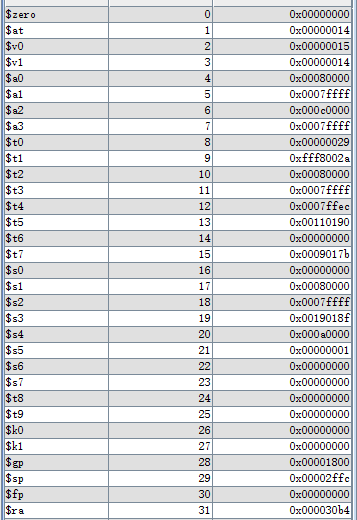 $zero 0 0x00000000
$at 1 0x00000014
$v0 2 0x00000015
$v1 3 0x00000014
$a0 4 0x00080000
$a1 5 0x0007ffff
$a2 6 0x000c0000
$a3 7 0x0007ffff
$t0 8 0x00000029
$t1 9 0xfff8002a
$t2 10 0x00080000
$t3 11 0x0007ffff
$t4 12 0x0007ffec
$t5 13 0x00110190
$t6 14 0x00000000
$t7 15 0x0009017b
$s0 16 0x00000000
$s1 17 0x00080000
$s2 18 0x0007ffff
$s3 19 0x0019018f
$s4 20 0x000a0000
$s5 21 0x00000001
$s6 22 0x00000000
$s7 23 0x00000000
$t8 24 0x00000000
$t9 25 0x00000000
$k0 26 0x00000000
$k1 27 0x00000000
$gp 28 0x00001800
$sp 29 0x00002ffc
$fp 30 0x00000000
$ra 31 0x000030b4